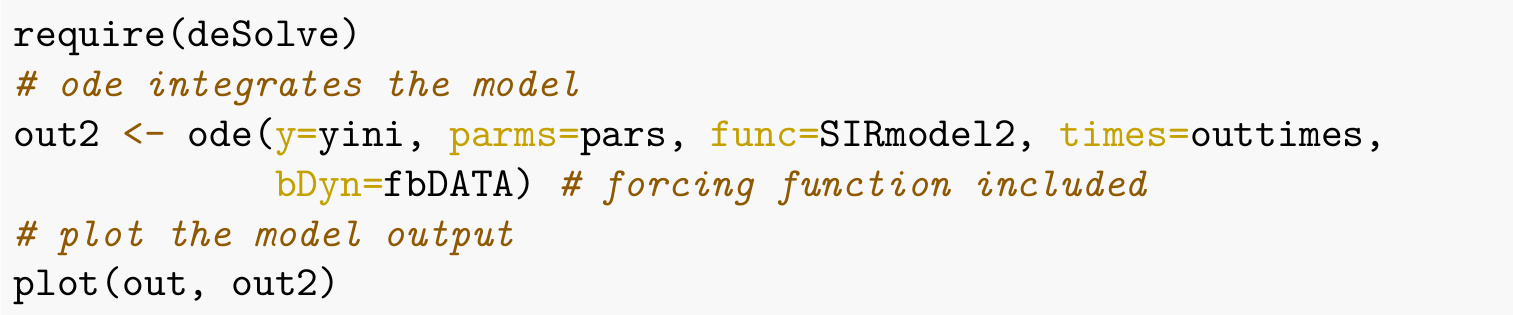 require(deSolve)
# ode integrates the model
out2 <- ode(y=yini, parms=pars, func=SIRmodel2, times=outtimes,
            bDyn=fbDATA) # forcing function included
# plot the model output
plot(out, out2)